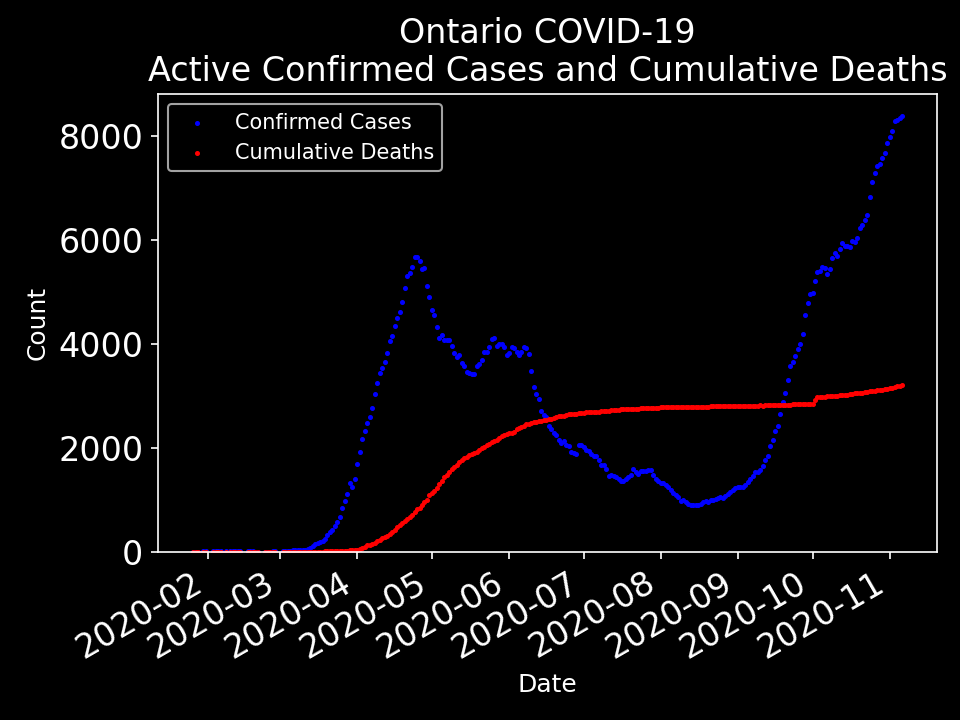 Ontario COVID-19
Active Confirmed Cases and Cumulative Deaths
Confirmed Cases
Cumulative Deaths
8000
6000
4000
2000
0
Count
2020-02
2020-03
2020-04
2020-05
2020-06
2020-07
2020-08
2020-09
2020-10
2020-11
Date